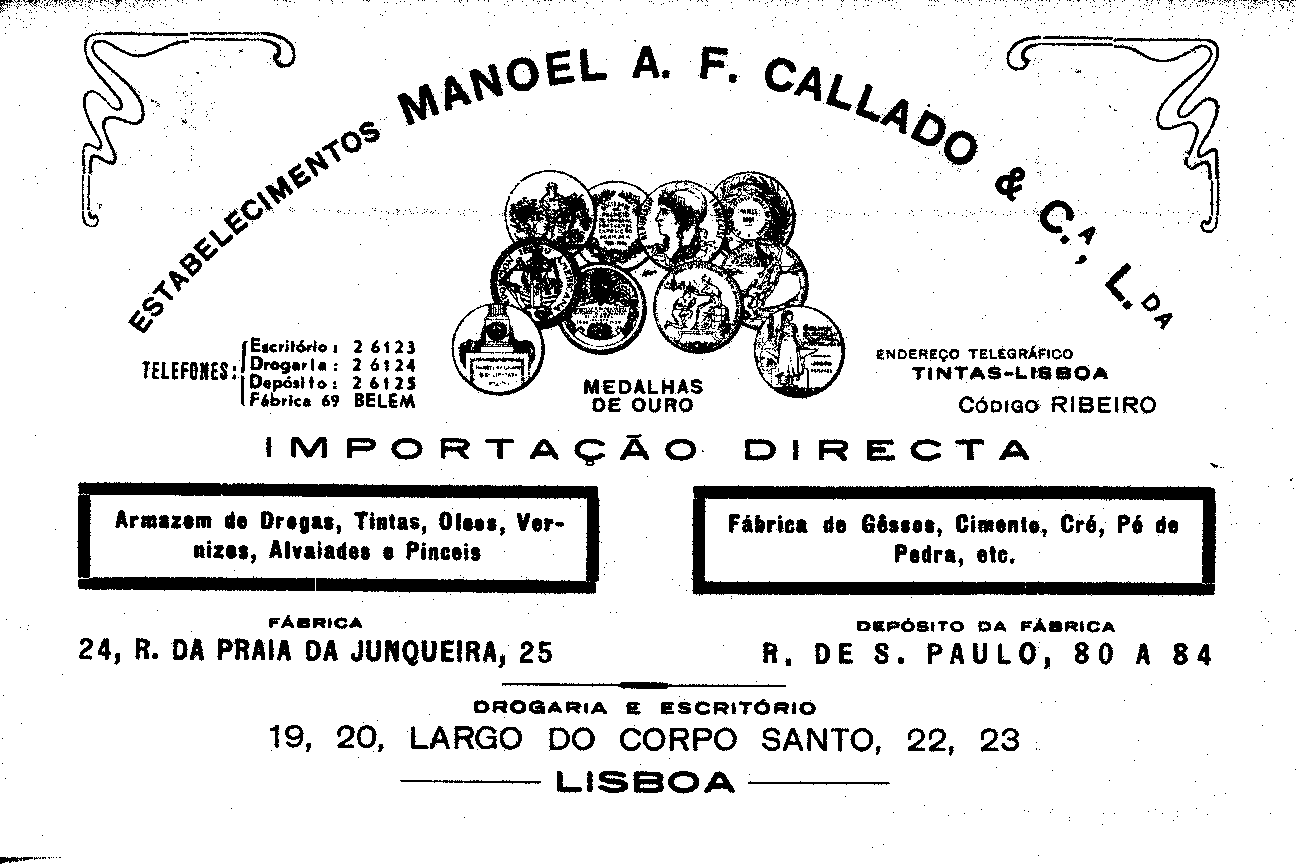 ESTABELECIMENTOS MANOEL A. F. CALLADO & C.ª, L.DA
TELEFONES:
Escritório: 2 6123
Drogaria: 2 6124
Depósito: 2 6125
Fábrica 69 BELEM
MEDALHAS
DE OURO
ENDEREÇO TELEGRÁFICO
TINTAS-LISBOA
CÓDIGO RIBEIRO
IMPORTAÇÃO DIRECTA
Armazem de Drogas, Tintas, Oleos, Ver-
nizes, Alvaiades e Pinceis
Fábrica de Gêssos, Cimento, Cré, Pó de
Pedra, etc.
FÁBRICA
24, R. DA PRAIA DA JUNQUEIRA, 25
DEPÓSITO DA FÁBRICA
R. DE S. PAULO, 80 A 84
DROGARIA E ESCRITÓRIO
19, 20, LARGO DO CORPO SANTO, 22, 23
LISBOA